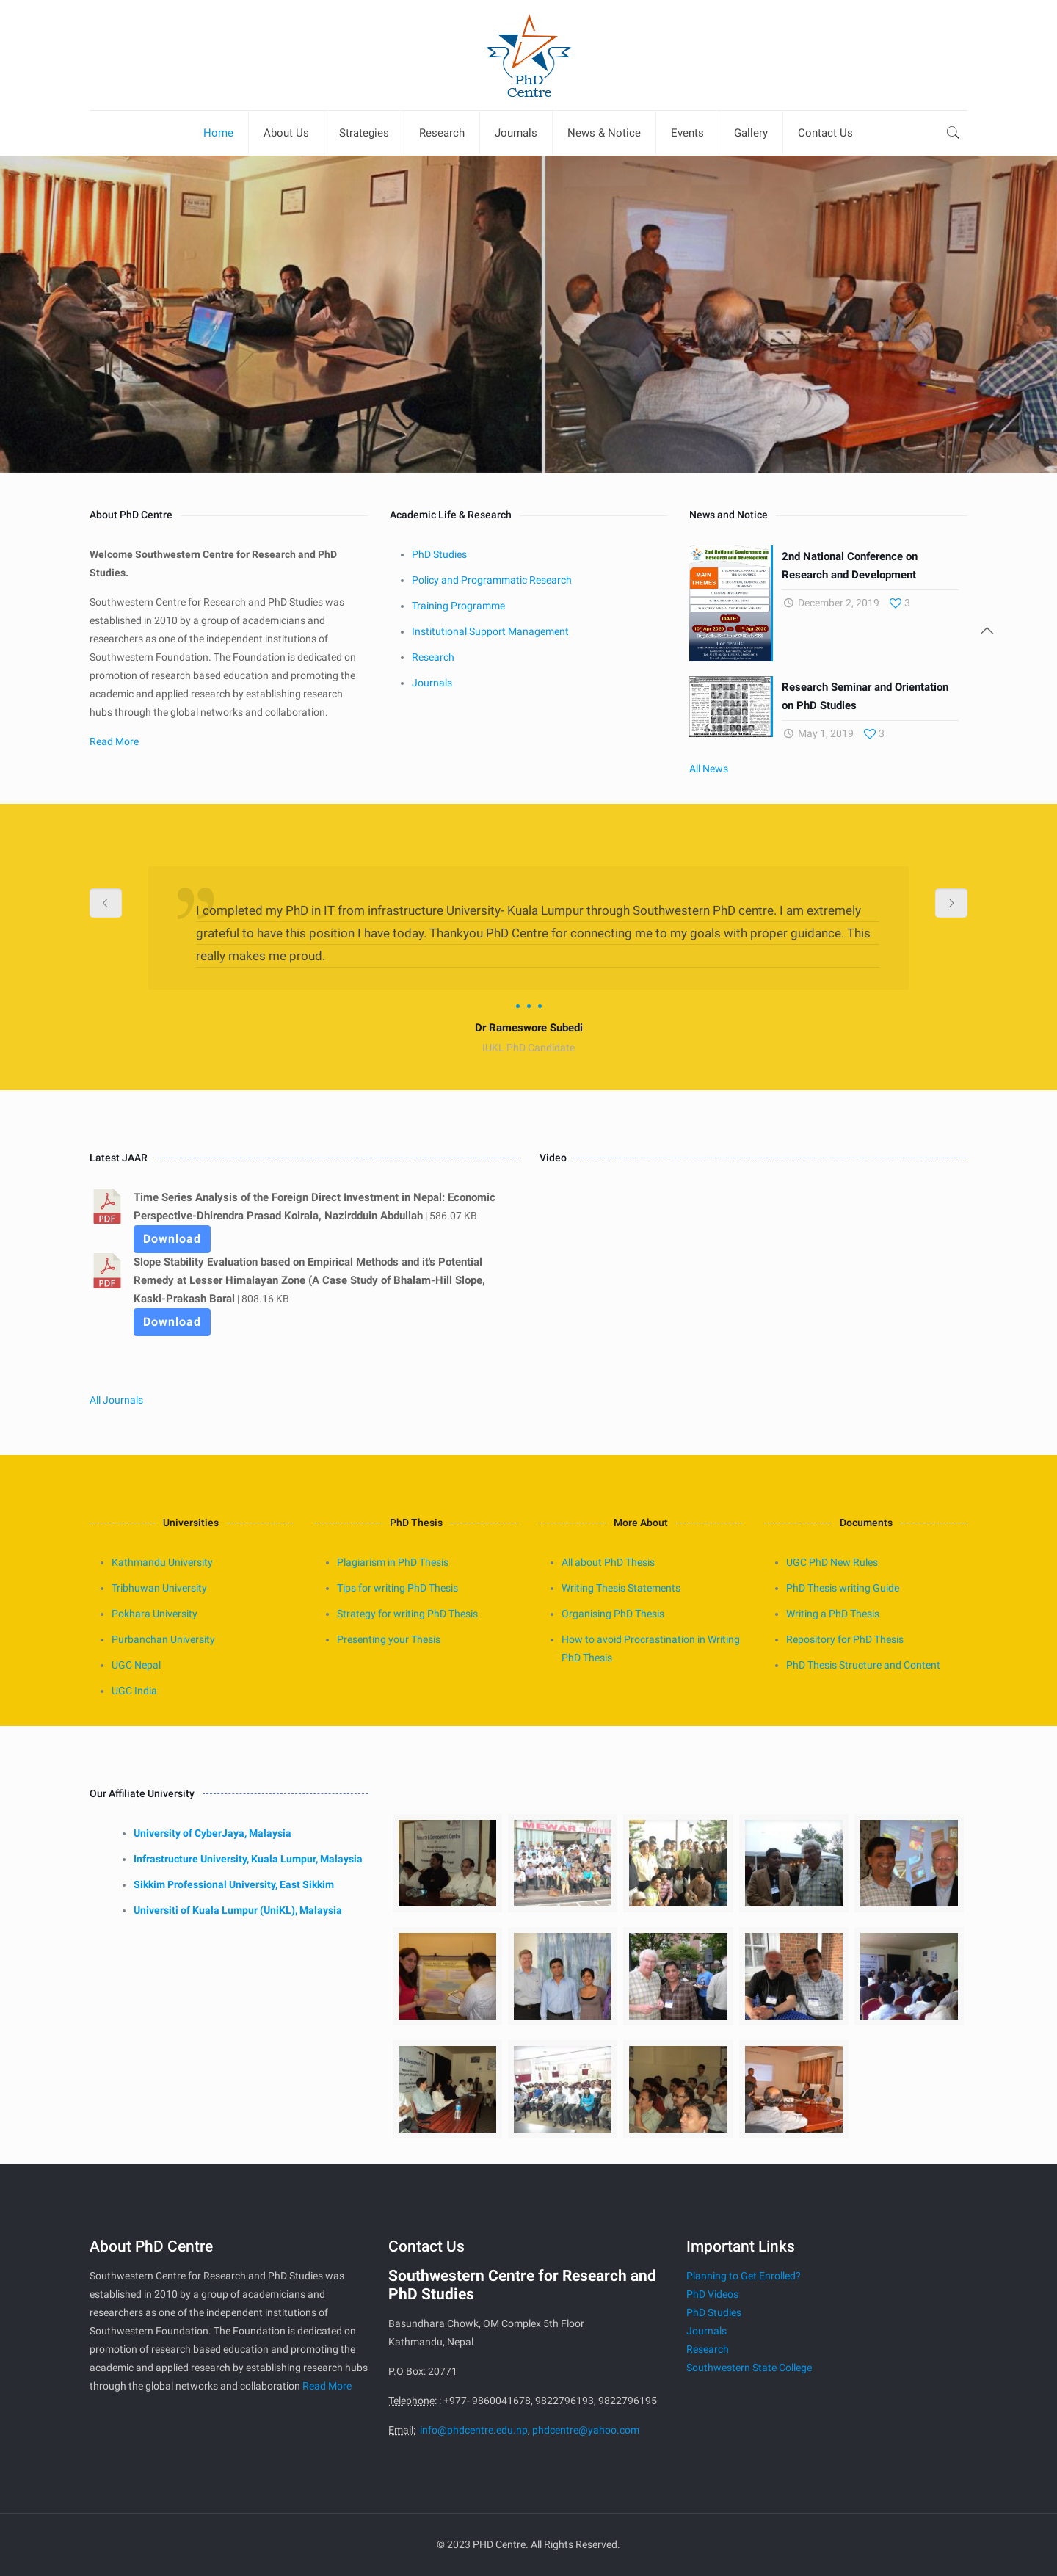 PhD
Centre
Home
About Us
Strategies
Research
Journals
News & Notice
Events
Gallery
Contact Us
About PhD Centre
Welcome Southwestern Centre for Research and PhD
Studies.
Southwestern Centre for Research and PhD Studies was
established in 2010 by a group of academicians and
researchers as one of the independent institutions of
Southwestern Foundation. The Foundation is dedicated on
promotion of research based education and promoting the
academic and applied research by establishing research
hubs through the global networks and collaboration.
Read More
Academic Life & Research
PhD Studies
Policy and Programmatic Research
Training Programme
Institutional Support Management
Research
Journals
News and Notice
2nd National Conference on
Research and Development
MAIN
THEMES
DATE:
For details:
2nd National Conference on
Research and Development
December 2, 2019 3
Research Seminar and Orientation
on PhD Studies
May 1, 2019 3
All News
I completed my PhD in IT from infrastructure University- Kuala Lumpur through Southwestern PhD centre. I am extremely
grateful to have this position I have today. Thankyou PhD Centre for connecting me to my goals with proper guidance. This
really makes me proud.
Dr Rameswore Subedi
IUKL PhD Candidate
Latest JAAR
PDF
Time Series Analysis of the Foreign Direct Investment in Nepal: Economic
Perspective-Dhirendra Prasad Koirala, Nazirdduin Abdullah | 586.07 KB
Download
PDF
Slope Stability Evaluation based on Empirical Methods and it's Potential
Remedy at Lesser Himalayan Zone (A Case Study of Bhalam-Hill Slope,
Kaski-Prakash Baral | 808.16 KB
Download
All Journals
Video
Universities
Kathmandu University
Tribhuwan University
Pokhara University
Purbanchan University
UGC Nepal
UGC India
PhD Thesis
Plagiarism in PhD Thesis
Tips for writing PhD Thesis
Strategy for writing PhD Thesis
Presenting your Thesis
More About
All about PhD Thesis
Writing Thesis Statements
Organising PhD Thesis
How to avoid Procrastination in Writing
PhD Thesis
Documents
UGC PhD New Rules
PhD Thesis writing Guide
Writing a PhD Thesis
Repository for PhD Thesis
PhD Thesis Structure and Content
Our Affiliate University
University of CyberJaya, Malaysia
Infrastructure University, Kuala Lumpur, Malaysia
Sikkim Professional University, East Sikkim
Universiti of Kuala Lumpur (UniKL), Malaysia
MEWAR UNIVER
About PhD Centre
Southwestern Centre for Research and PhD Studies was
established in 2010 by a group of academicians and
researchers as one of the independent institutions of
Southwestern Foundation. The Foundation is dedicated on
promotion of research based education and promoting the
academic and applied research by establishing research hubs
through the global networks and collaboration Read More
Contact Us
Southwestern Centre for Research and
PhD Studies
Basundhara Chowk, OM Complex 5th Floor
Kathmandu, Nepal
P.O Box: 20771
Telephone: : +977- 9860041678, 9822796193, 9822796195
Email: info@phdcentre.edu.np, phdcentre@yahoo.com
Important Links
Planning to Get Enrolled?
PhD Videos
PhD Studies
Journals
Research
Southwestern State College
© 2023 PHD Centre. All Rights Reserved.